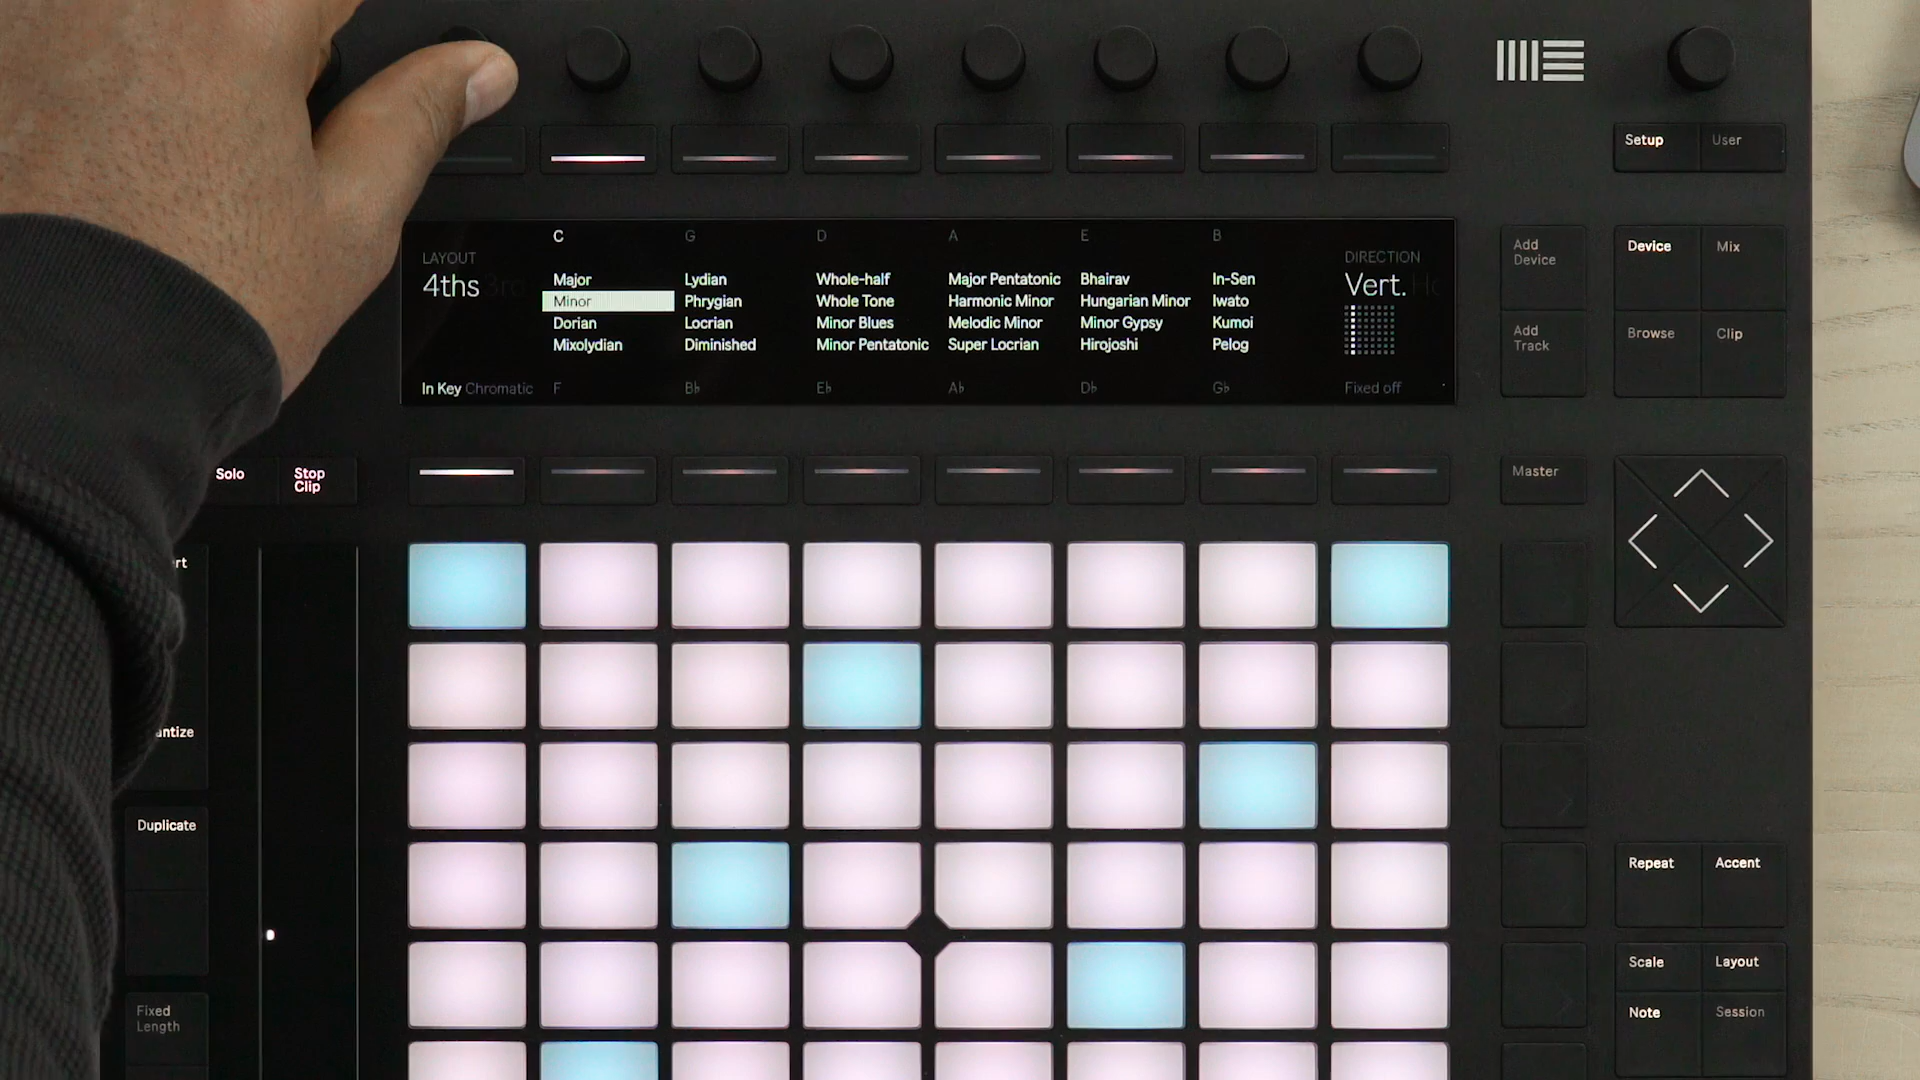 Setup User
C G D A E B
LAYOUT
4ths
Major Lydian Whole-half Major Pentatonic Bhairav In-Sen
Minor Phrygian Whole Tone Harmonic Minor Hungarian Minor Iwato
Dorian Locrian Minor Blues Melodic Minor Minor Gypsy Kumoi
Mixolydian Diminished Minor Pentatonic Super Locrian Hirojoshi Pelog
DIRECTION
Vert.
In Key Chromatic F B♭ E♭ A♭ D♭ G♭ Fixed off
Add
Device
Device Mix
Add
Track
Browse Clip
Solo
Stop
Clip
Master
Duplicate
Repeat Accent
Scale Layout
Fixed
Length
Note Session